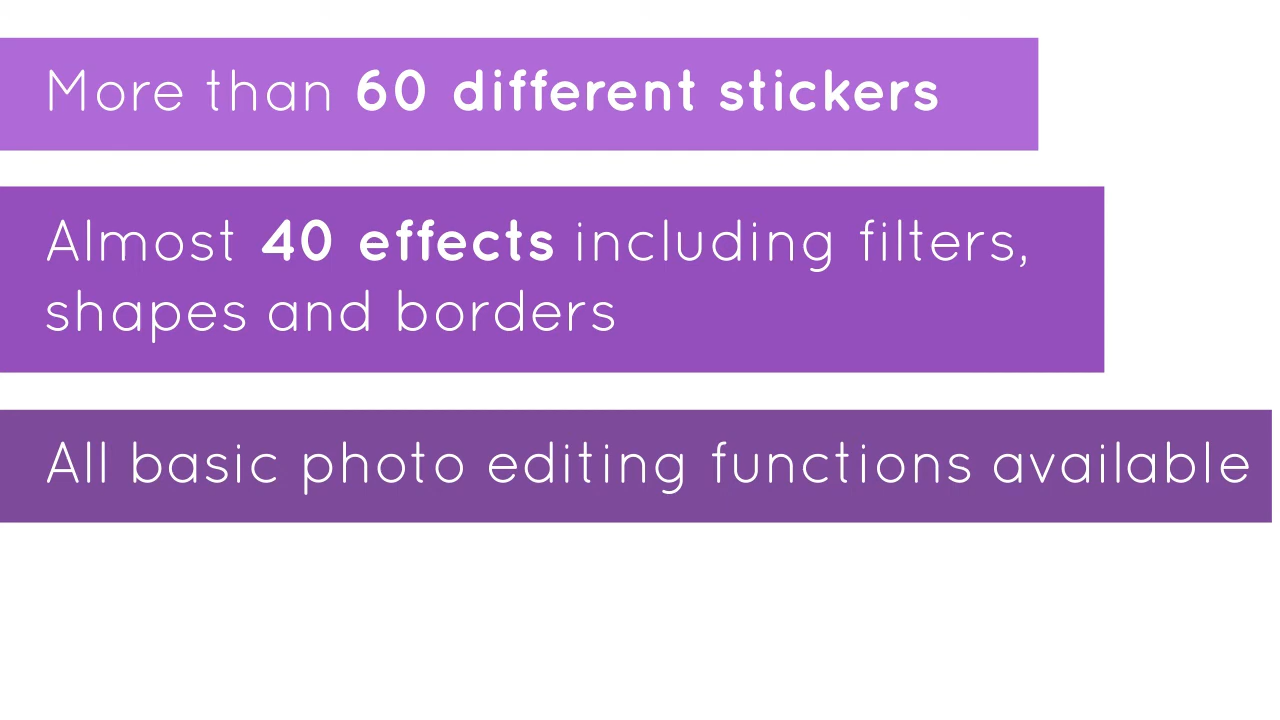 More than 60 different stickers
Almost 40 effects including filters,
shapes and borders
All basic photo editing functions available